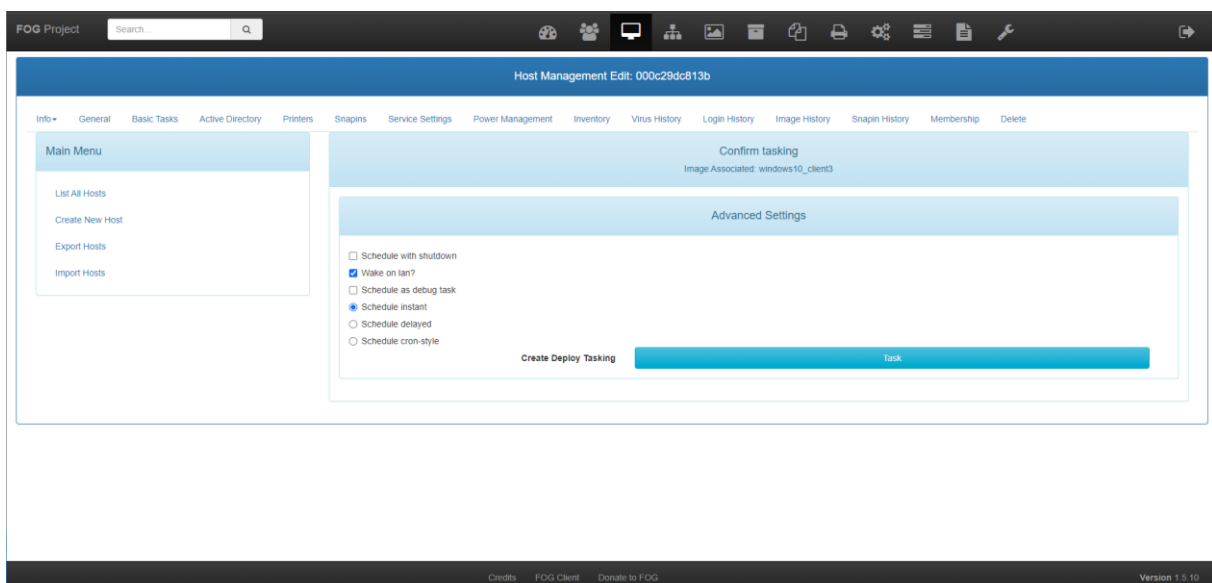 FOG Project Search...
Host Management Edit: 000c29dc813b
Info General Basic Tasks Active Directory Printers Snapins Service Settings Power Management Inventory Virus History Login History Image History Snapin History Membership Delete
Main Menu
List All Hosts
Create New Host
Export Hosts
Import Hosts
Confirm tasking
Image Associated: windows10_client3
Advanced Settings
Schedule with shutdown
Wake on lan?
Schedule as debug task
Schedule instant
Schedule delayed
Schedule cron-style
Create Deploy Tasking Task
Credits FOG Client Donate to FOG Version 1.5.10